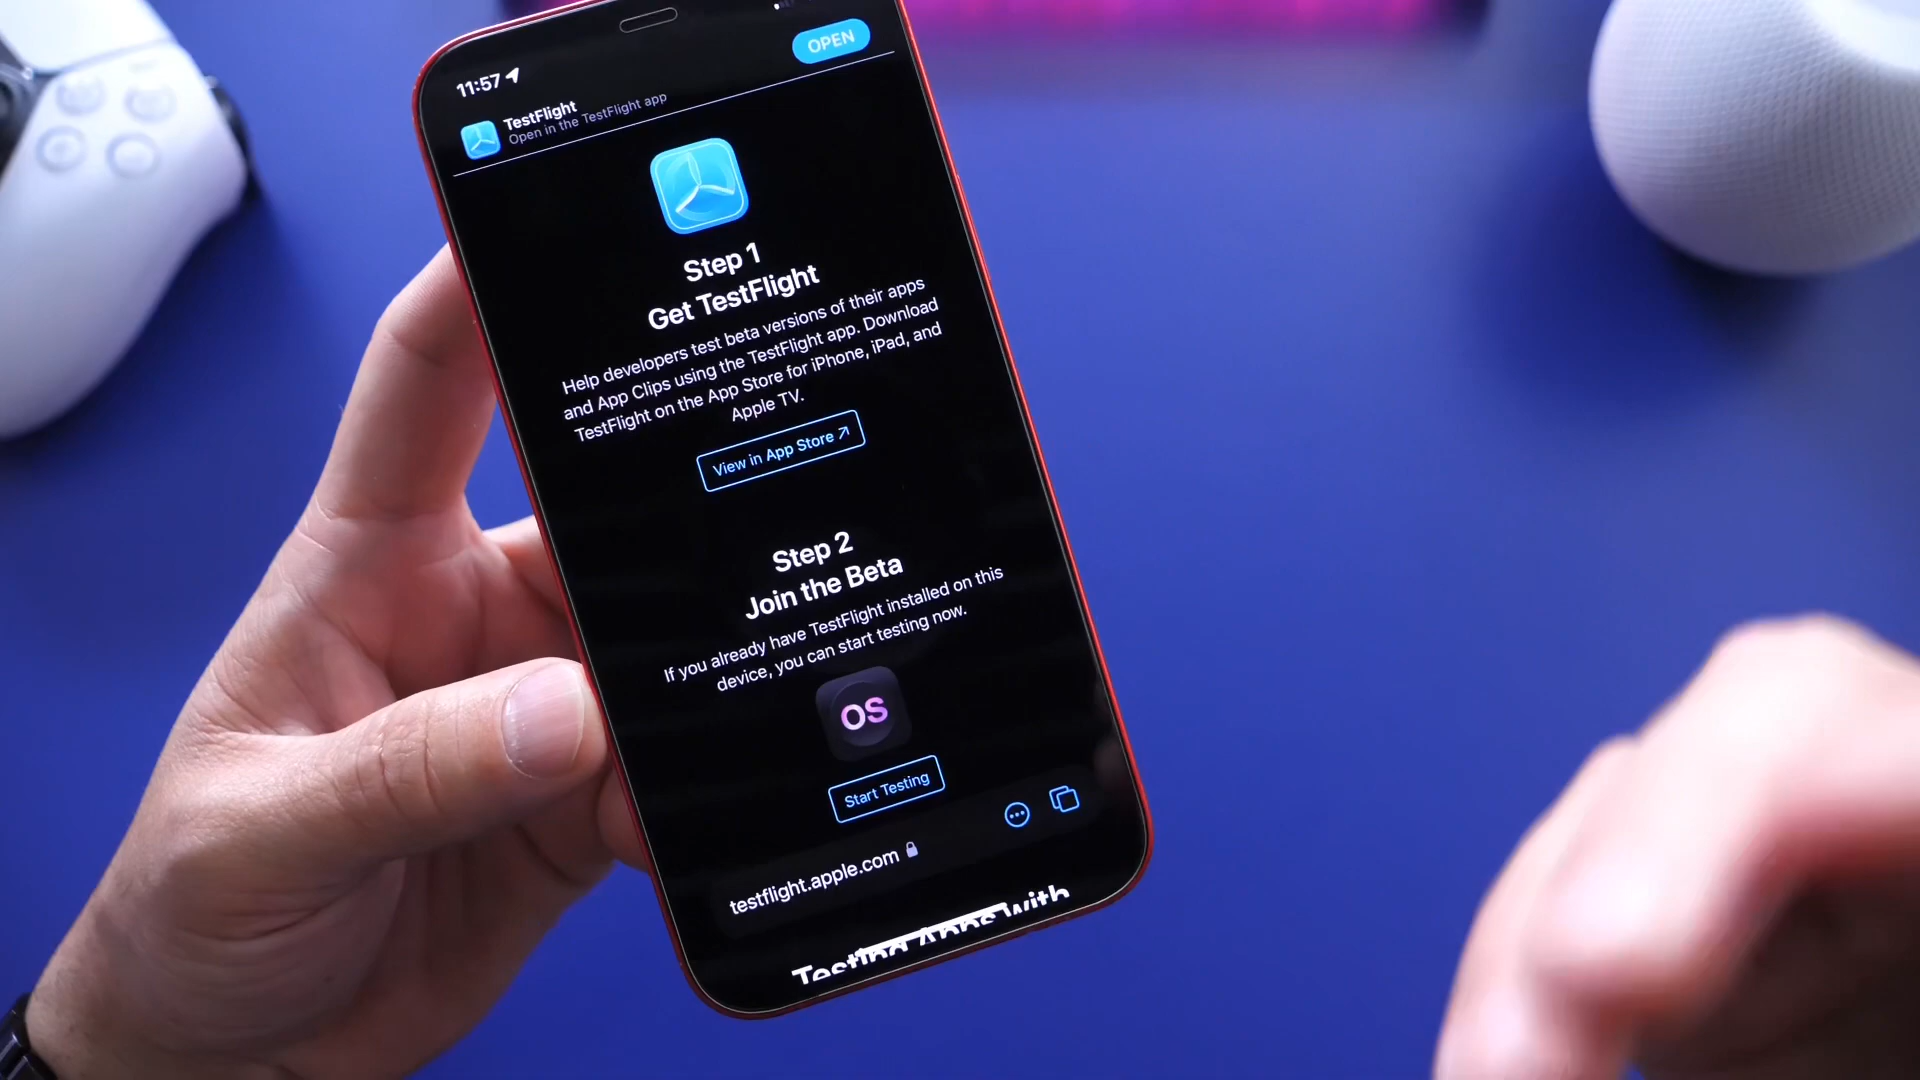 OPEN
11:57
TestFlight
Open in the TestFlight app
Step 1
Get TestFlight
Help developers test beta versions of their apps
and App Clips using the TestFlight app. Download
TestFlight on the App Store for iPhone, iPad, and
Apple TV.
View in App Store
Step 2
Join the Beta
If you already have TestFlight installed on this
device, you can start testing now.
OS
Start Testing
testflight.apple.com
Testing Apps with